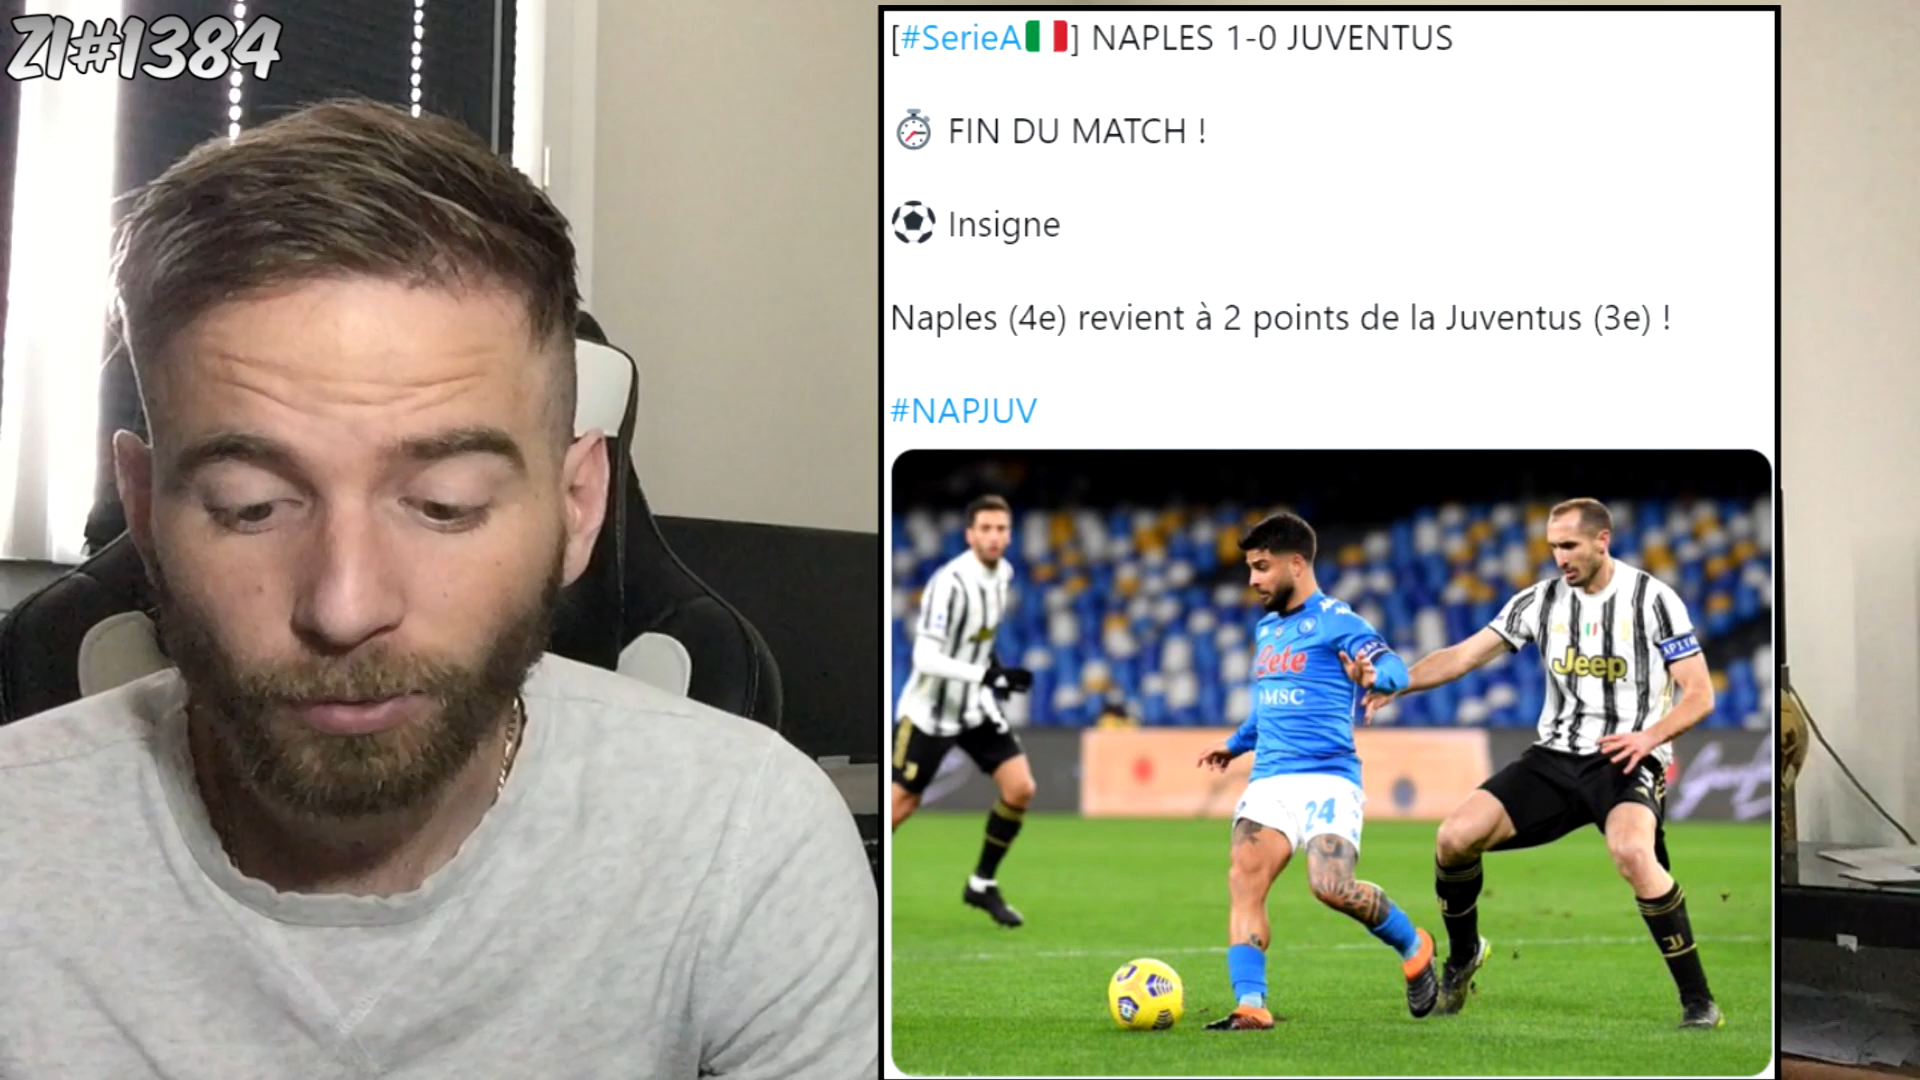 ZI#1384
[#SerieA🇮🇹] NAPLES 1-0 JUVENTUS
⏱ FIN DU MATCH !
⚽ Insigne
Naples (4e) revient à 2 points de la Juventus (3e) !
#NAPJUV
Lete
MSC
24
Jeep